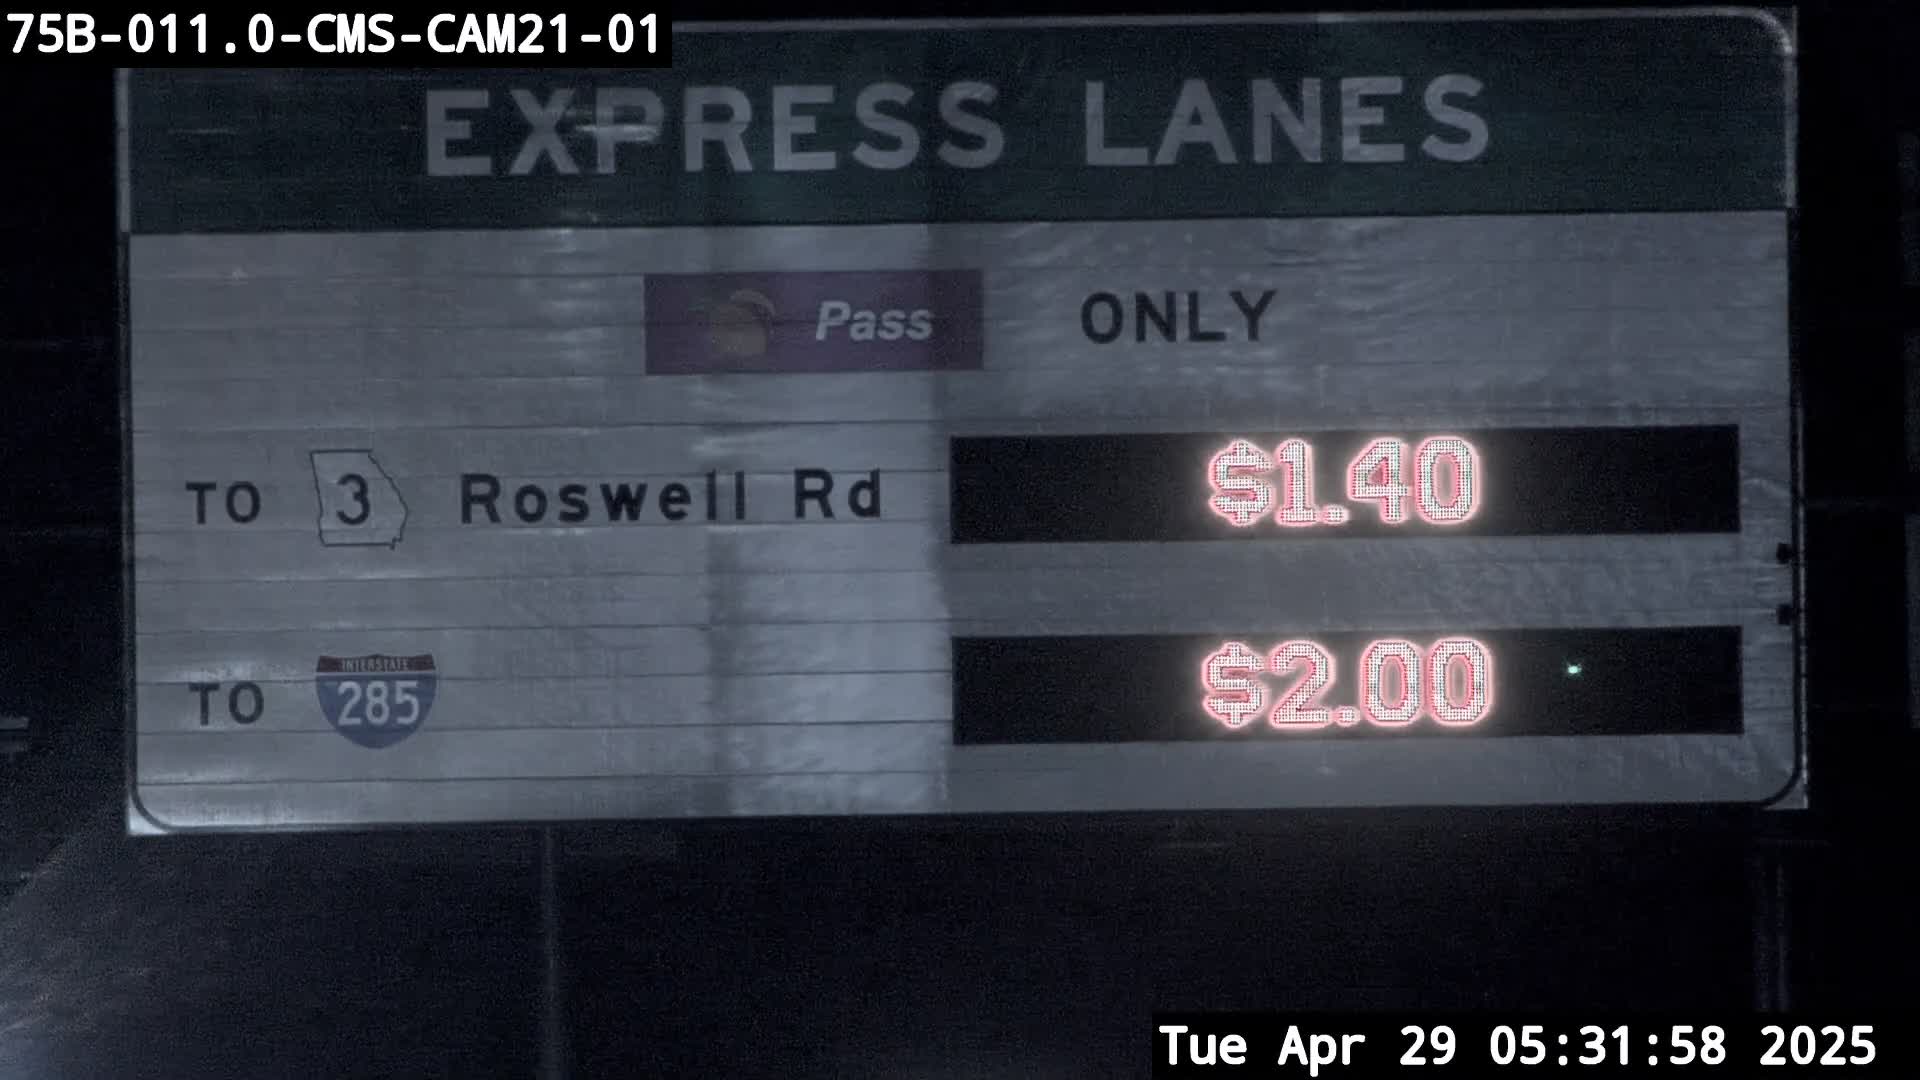 75B-011.0-CMS-CAM21-01
EXPRESS LANES
Pass ONLY
TO 3 Roswell Rd $1.40
INTERSTATE
TO 285 $2.00
Tue Apr 29 05:31:58 2025